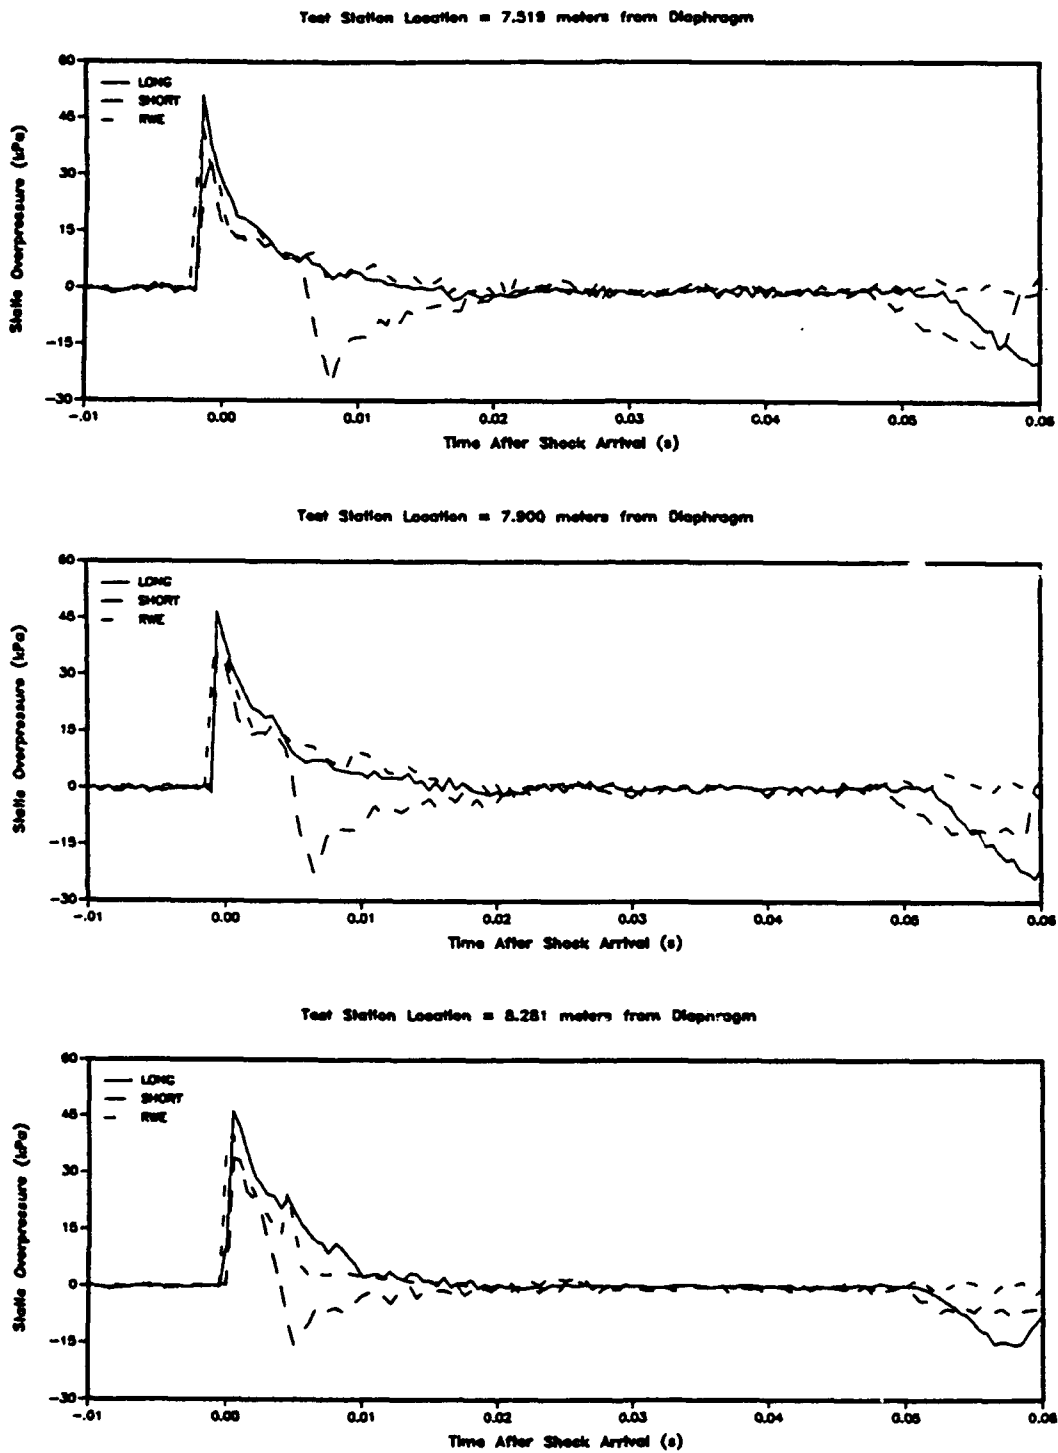 Test Station Location = 7.519 meters from Diaphragm
60
45
30
15
0
-15
-30
Static Overpressure (kPa)
LONG
SHORT
RWE
-.01
0.00
0.01
0.02
0.03
0.04
0.05
0.06
Time After Shock Arrival (s)
Test Station Location = 7.900 meters from Diaphragm
60
45
30
15
0
-15
-30
Static Overpressure (kPa)
LONG
SHORT
RWE
-.01
0.00
0.01
0.02
0.03
0.04
0.05
0.06
Time After Shock Arrival (s)
Test Station Location = 8.281 meters from Diaphragm
60
45
30
15
0
-15
-30
Static Overpressure (kPa)
LONG
SHORT
RWE
-.01
0.00
0.01
0.02
0.03
0.04
0.05
0.06
Time After Shock Arrival (s)